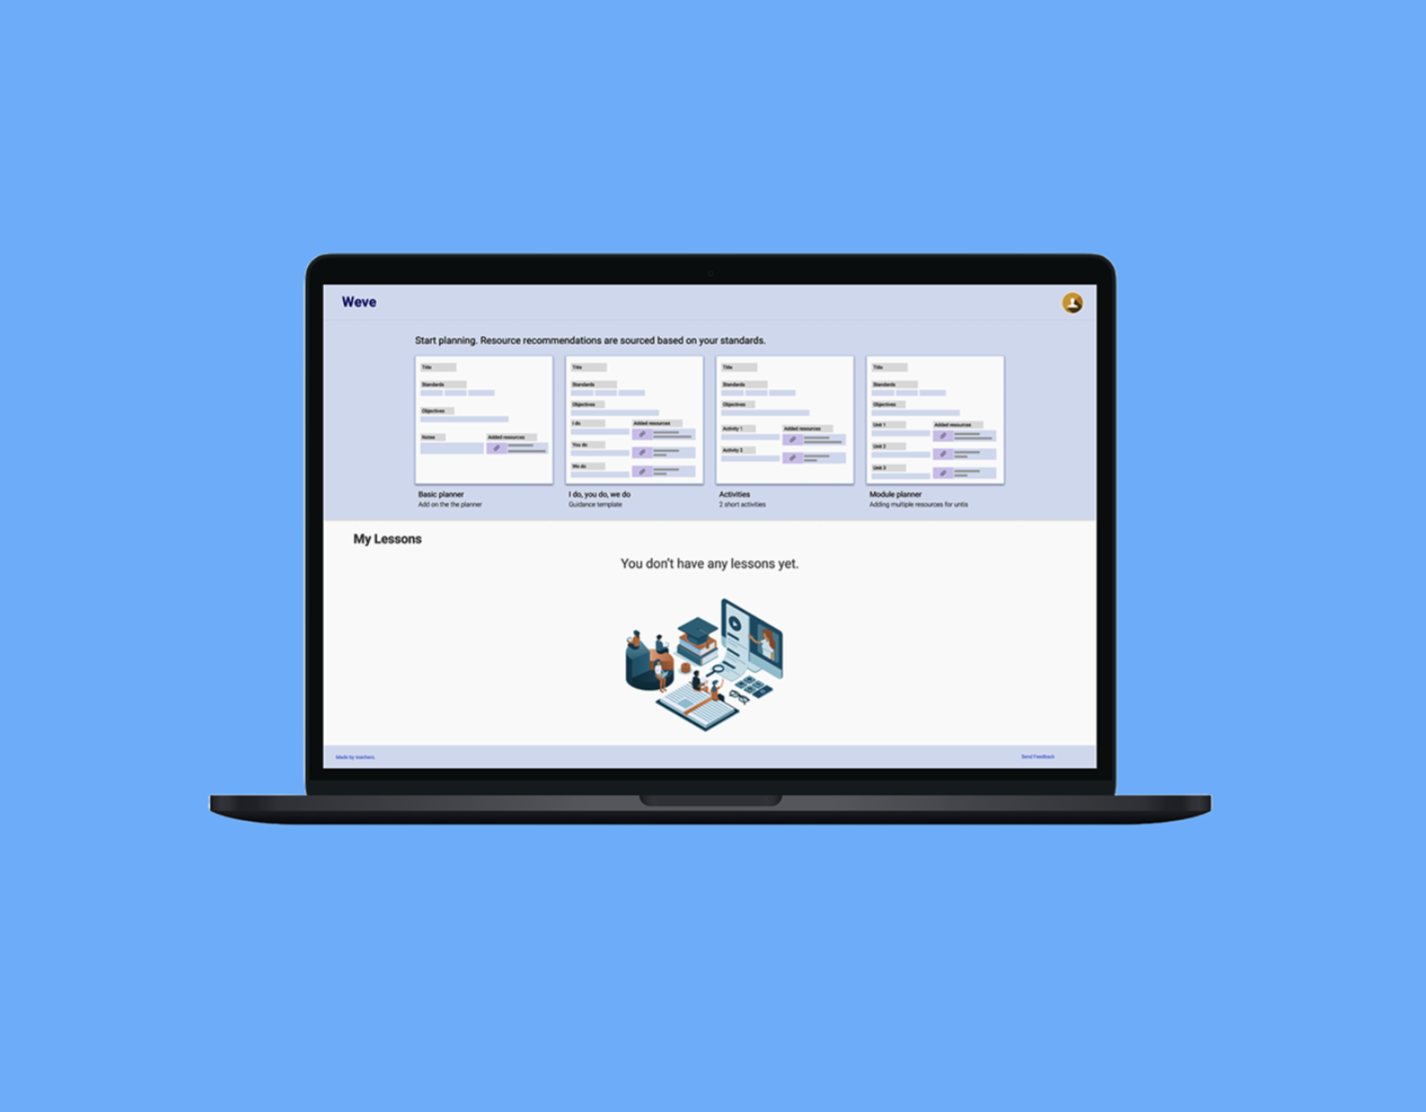 Weve
Start planning. Resource recommendations are sourced based on your standards.
Title
Standards
Objectives
Notes
Added resources
Basic planner
Add on the the planner
Title
Standards
Objectives
I do
Added resources
You do
We do
I do, you do, we do
Guidance template
Title
Standards
Objectives
Activity 1
Added resources
Activity 2
Activities
2 short activities
Title
Standards
Objectives
Unit 1
Added resources
Unit 2
Unit 3
Module planner
Adding multiple resources for untis
My Lessons
You don't have any lessons yet.
Made by teachers
Send Feedback